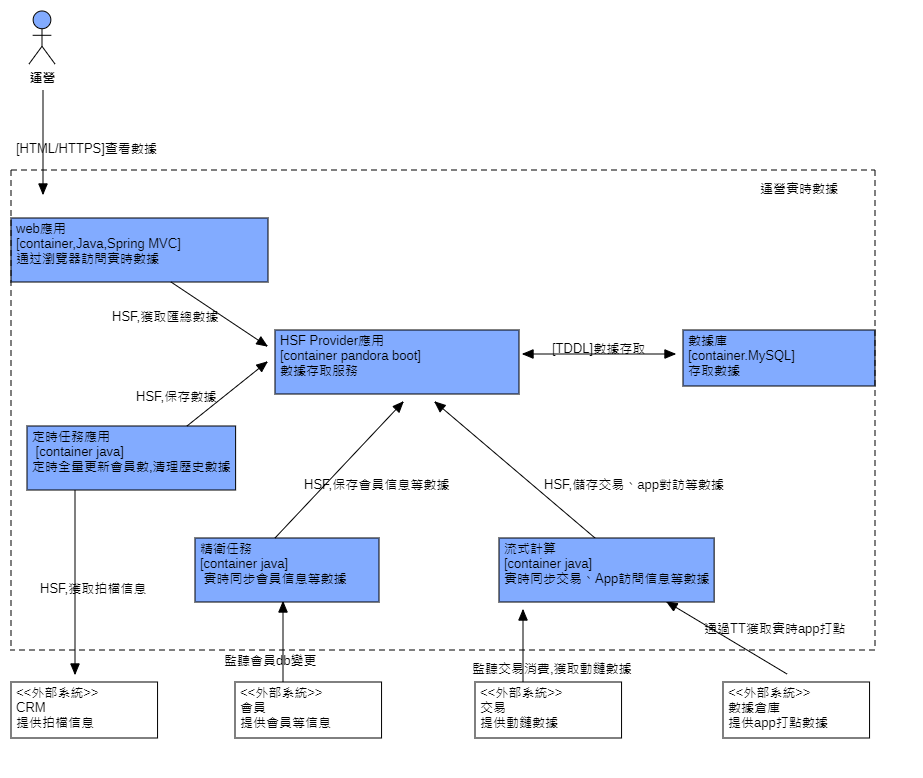 運營
[HTML/HTTPS]查看數據
運營實時數據
web應用
[container,Java,Spring MVC]
通过瀏覽器訪問實時數據
HSF,獲取匯總數據
HSF Provider應用
[container pandora boot]
數據存取服務
[TDDL]數據存取
數據庫
[container.MySQL]
存取數據
HSF,保存數據
定時任務應用
[container java]
定時全量更新會員數,清理歷史數據
HSF,保存會員信息等數據
HSF,儲存交易、app對訪等數據
精衛任務
[container java]
實時同步會員信息等數據
流式計算
[container java]
實時同步交易、App訪問信息等數據
HSF,獲取拍檔信息
通過TT獲取實時app打點
監聽會員db變更
監聽交易消費,獲取動鏈數據
<<外部系統>>
CRM
提供拍檔信息
<<外部系統>>
會員
提供會員等信息
<<外部系統>>
交易
提供動鏈數據
<<外部系統>>
數據倉庫
提供app打點數據